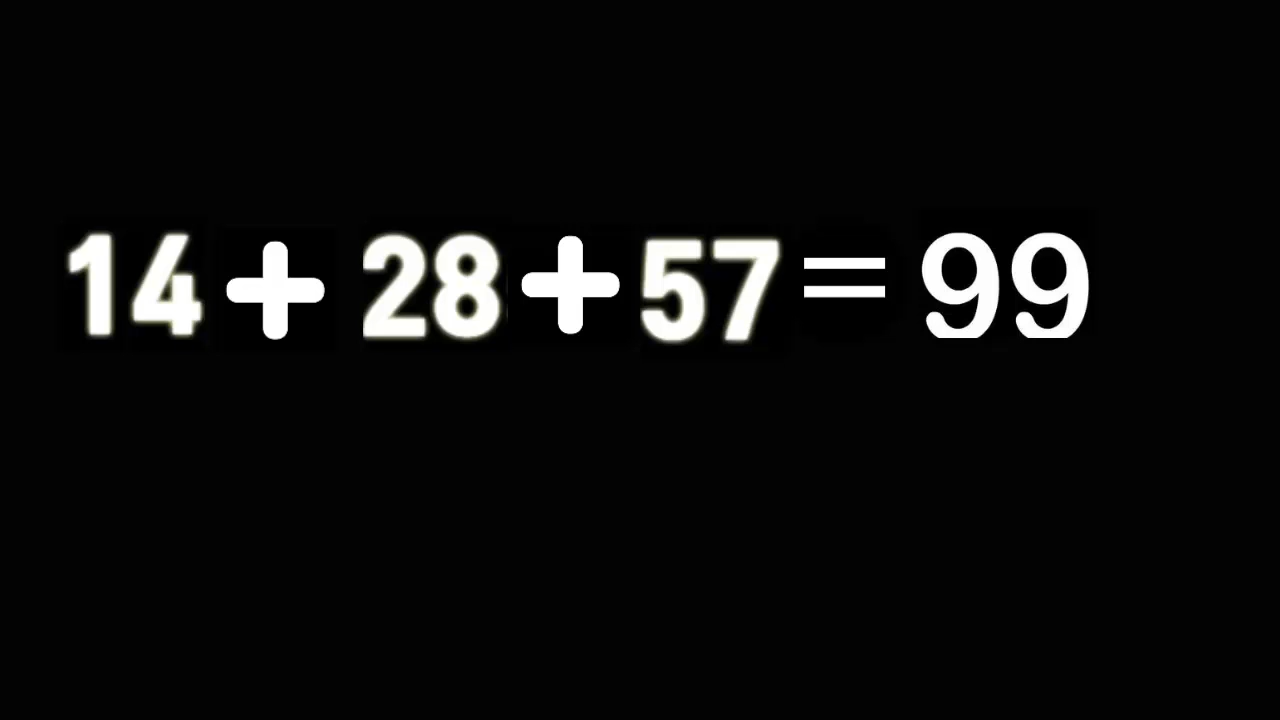 14 + 28 + 57 = 99